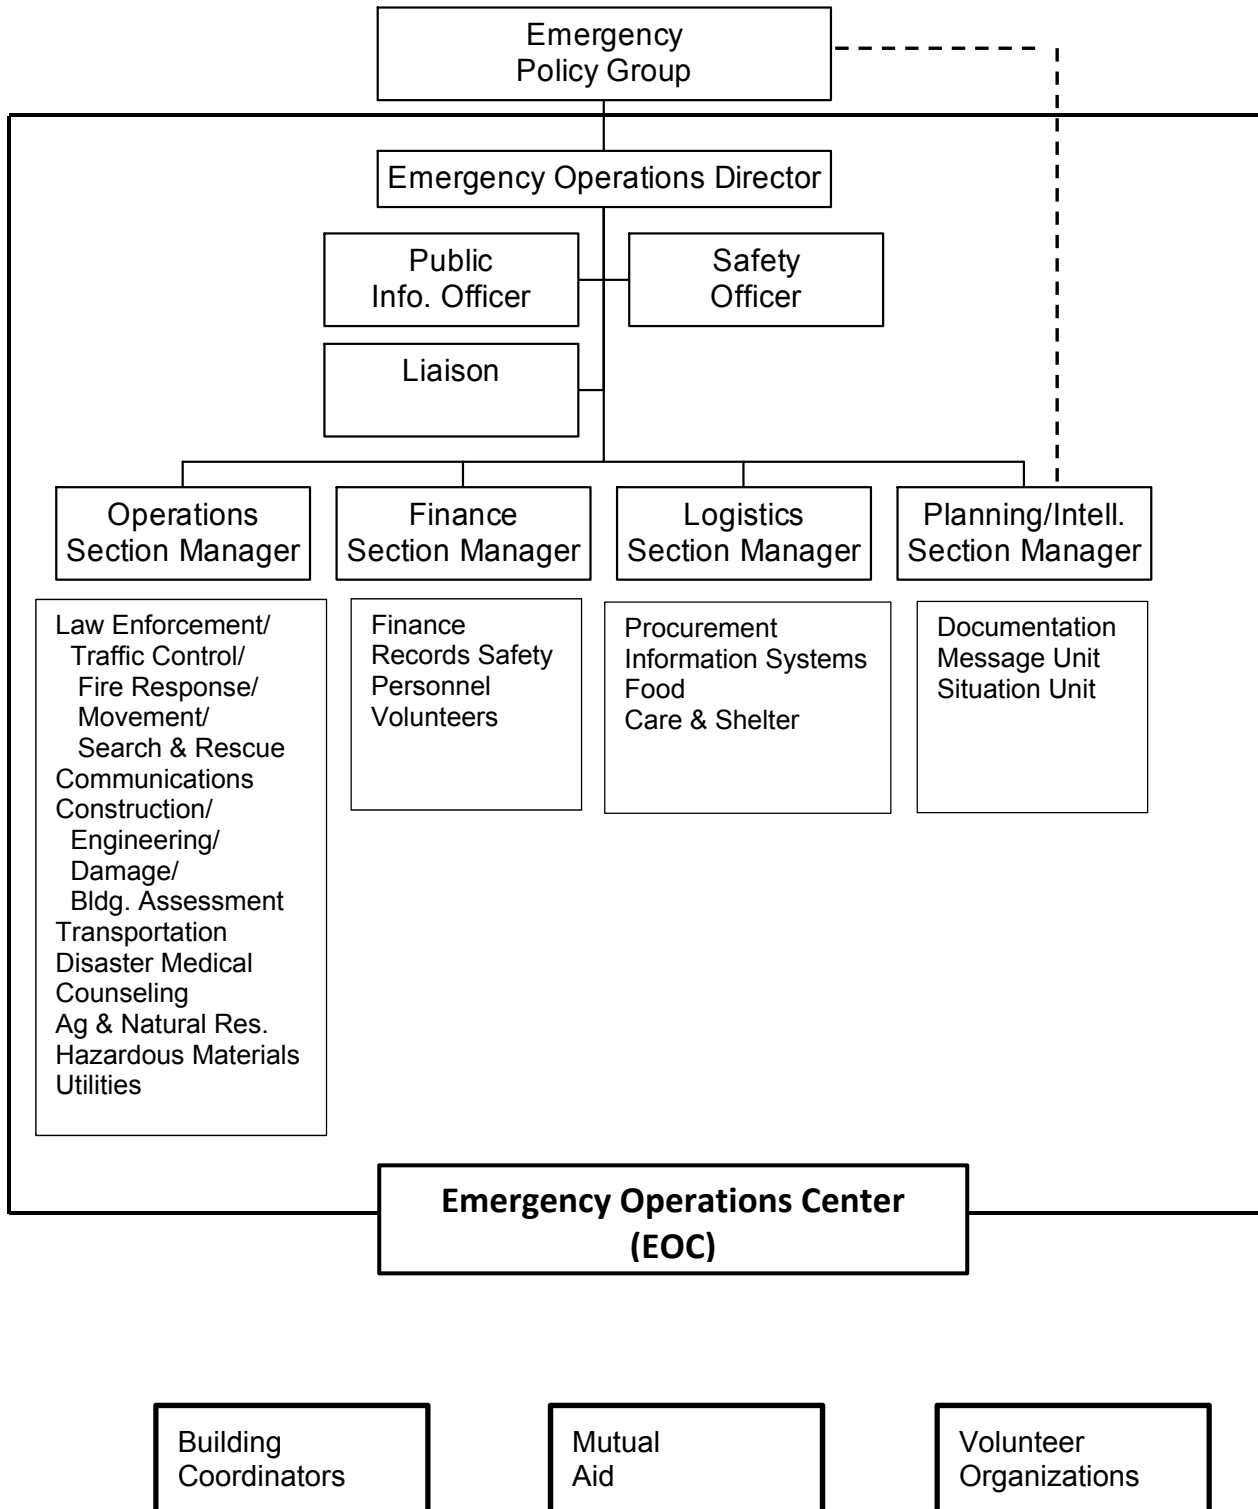 Emergency
Policy Group
Emergency Operations Director
Public
Info. Officer
Safety
Officer
Liaison
Operations
Section Manager
Finance
Section Manager
Logistics
Section Manager
Planning/Intell.
Section Manager
Law Enforcement/
Traffic Control/
Fire Response/
Movement/
Search & Rescue
Communications
Construction/
Engineering/
Damage/
Bldg. Assessment
Transportation
Disaster Medical
Counseling
Ag & Natural Res.
Hazardous Materials
Utilities
Finance
Records Safety
Personnel
Volunteers
Procurement
Information Systems
Food
Care & Shelter
Documentation
Message Unit
Situation Unit
Emergency Operations Center
(EOC)
Building
Coordinators
Mutual
Aid
Volunteer
Organizations